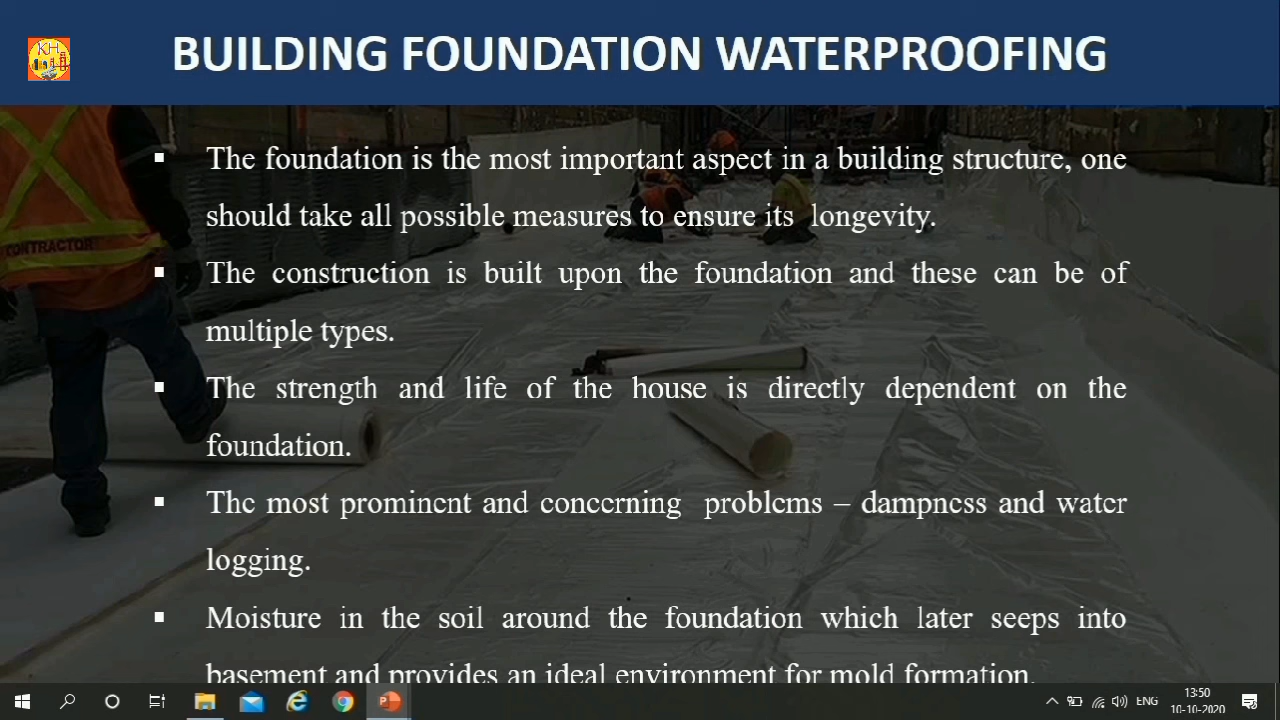 KH
BUILDING FOUNDATION WATERPROOFING
CONTRACTOR
▪ The foundation is the most important aspect in a building structure, one
should take all possible measures to ensure its longevity.
▪ The construction is built upon the foundation and these can be of
multiple types.
▪ The strength and life of the house is directly dependent on the
foundation.
▪ The most prominent and concerning problems – dampness and water
logging.
▪ Moisture in the soil around the foundation which later seeps into
basement and provides an ideal environment for mold formation.
ENG
13:50
10-10-2020